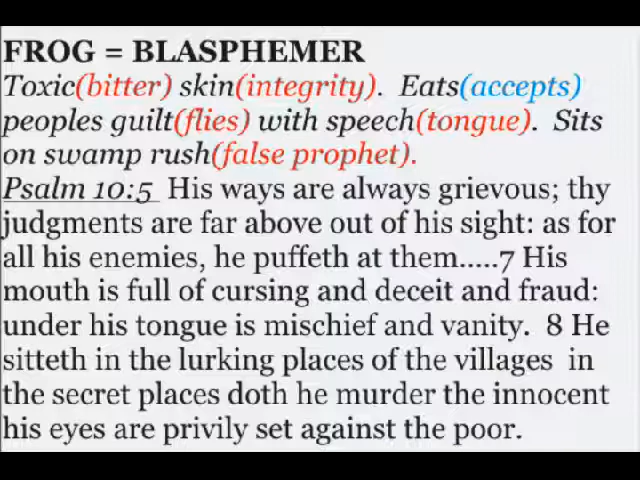 FROG = BLASPHEMER
Toxic(bitter) skin(integrity).  Eats(accepts)
peoples guilt(flies) with speech(tongue).  Sits
on swamp rush(false prophet).
Psalm 10:5  His ways are always grievous; thy
judgments are far above out of his sight: as for
all his enemies, he puffeth at them.....7 His
mouth is full of cursing and deceit and fraud:
under his tongue is mischief and vanity.  8 He
sitteth in the lurking places of the villages  in
the secret places doth he murder the innocent
his eyes are privily set against the poor.